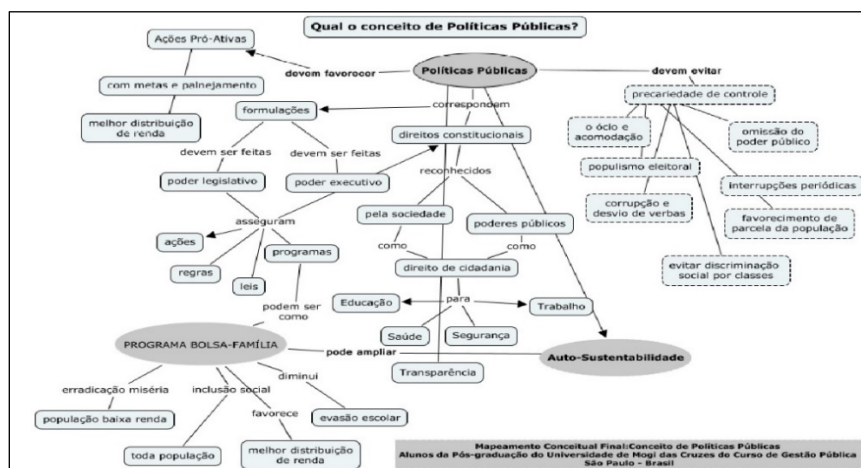 Qual o conceito de Políticas Públicas?
Ações Pró-Ativas
devem favorecer
Políticas Públicas
devem evitar
com metas e palnejamento
precariedade de controle
formulações
correspondem
melhor distribuição
de renda
direitos constitucionais
o ócio e
acomodação
omissão do
poder público
devem ser feitas
devem ser feitas
reconhecidos
populismo eleitoral
poder legislativo
poder executivo
interrupções periódicas
corrupção e
desvio de verbas
pela sociedade
poderes públicos
favorecimento de
parcela da população
asseguram
ações
programas
como
como
regras
direito de cidadania
evitar discriminação
social por classes
leis
Educação
para
Trabalho
podem ser
como
Saúde
Segurança
PROGRAMA BOLSA-FAMÍLIA
pode ampliar
Auto-Sustentabilidade
Transparência
erradicação miséria
inclusão social
diminui
população baixa renda
favorece
evasão escolar
toda população
melhor distribuição
de renda
Mapeamento Conceitual Final:Conceito de Políticas Públicas
Alunos da Pós-graduação do Universidade de Mogi das Cruzes do Curso de Gestão Pública
São Paulo - Brasil